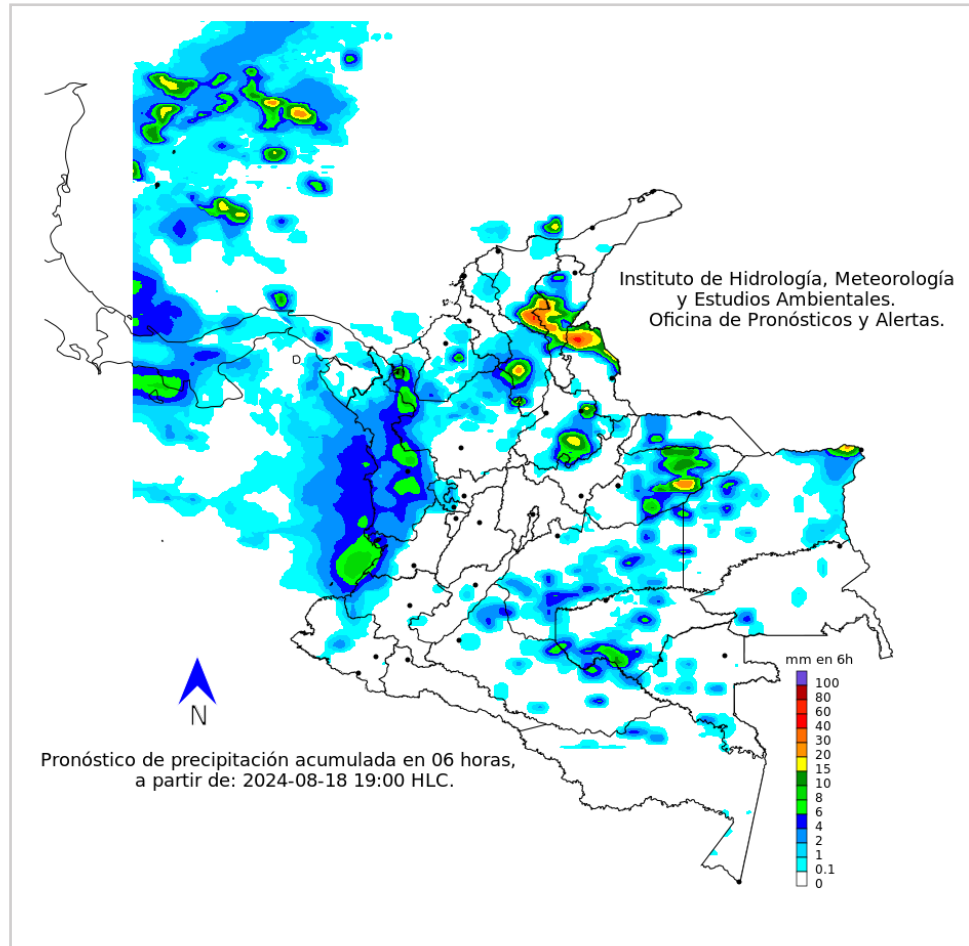 Instituto de Hidrología, Meteorología
y Estudios Ambientales.
Oficina de Pronósticos y Alertas.
mm en 6h
100
80
60
40
30
20
15
10
8
6
4
2
1
0.1
0
N
Pronóstico de precipitación acumulada en 06 horas,
a partir de: 2024-08-18 19:00 HLC.